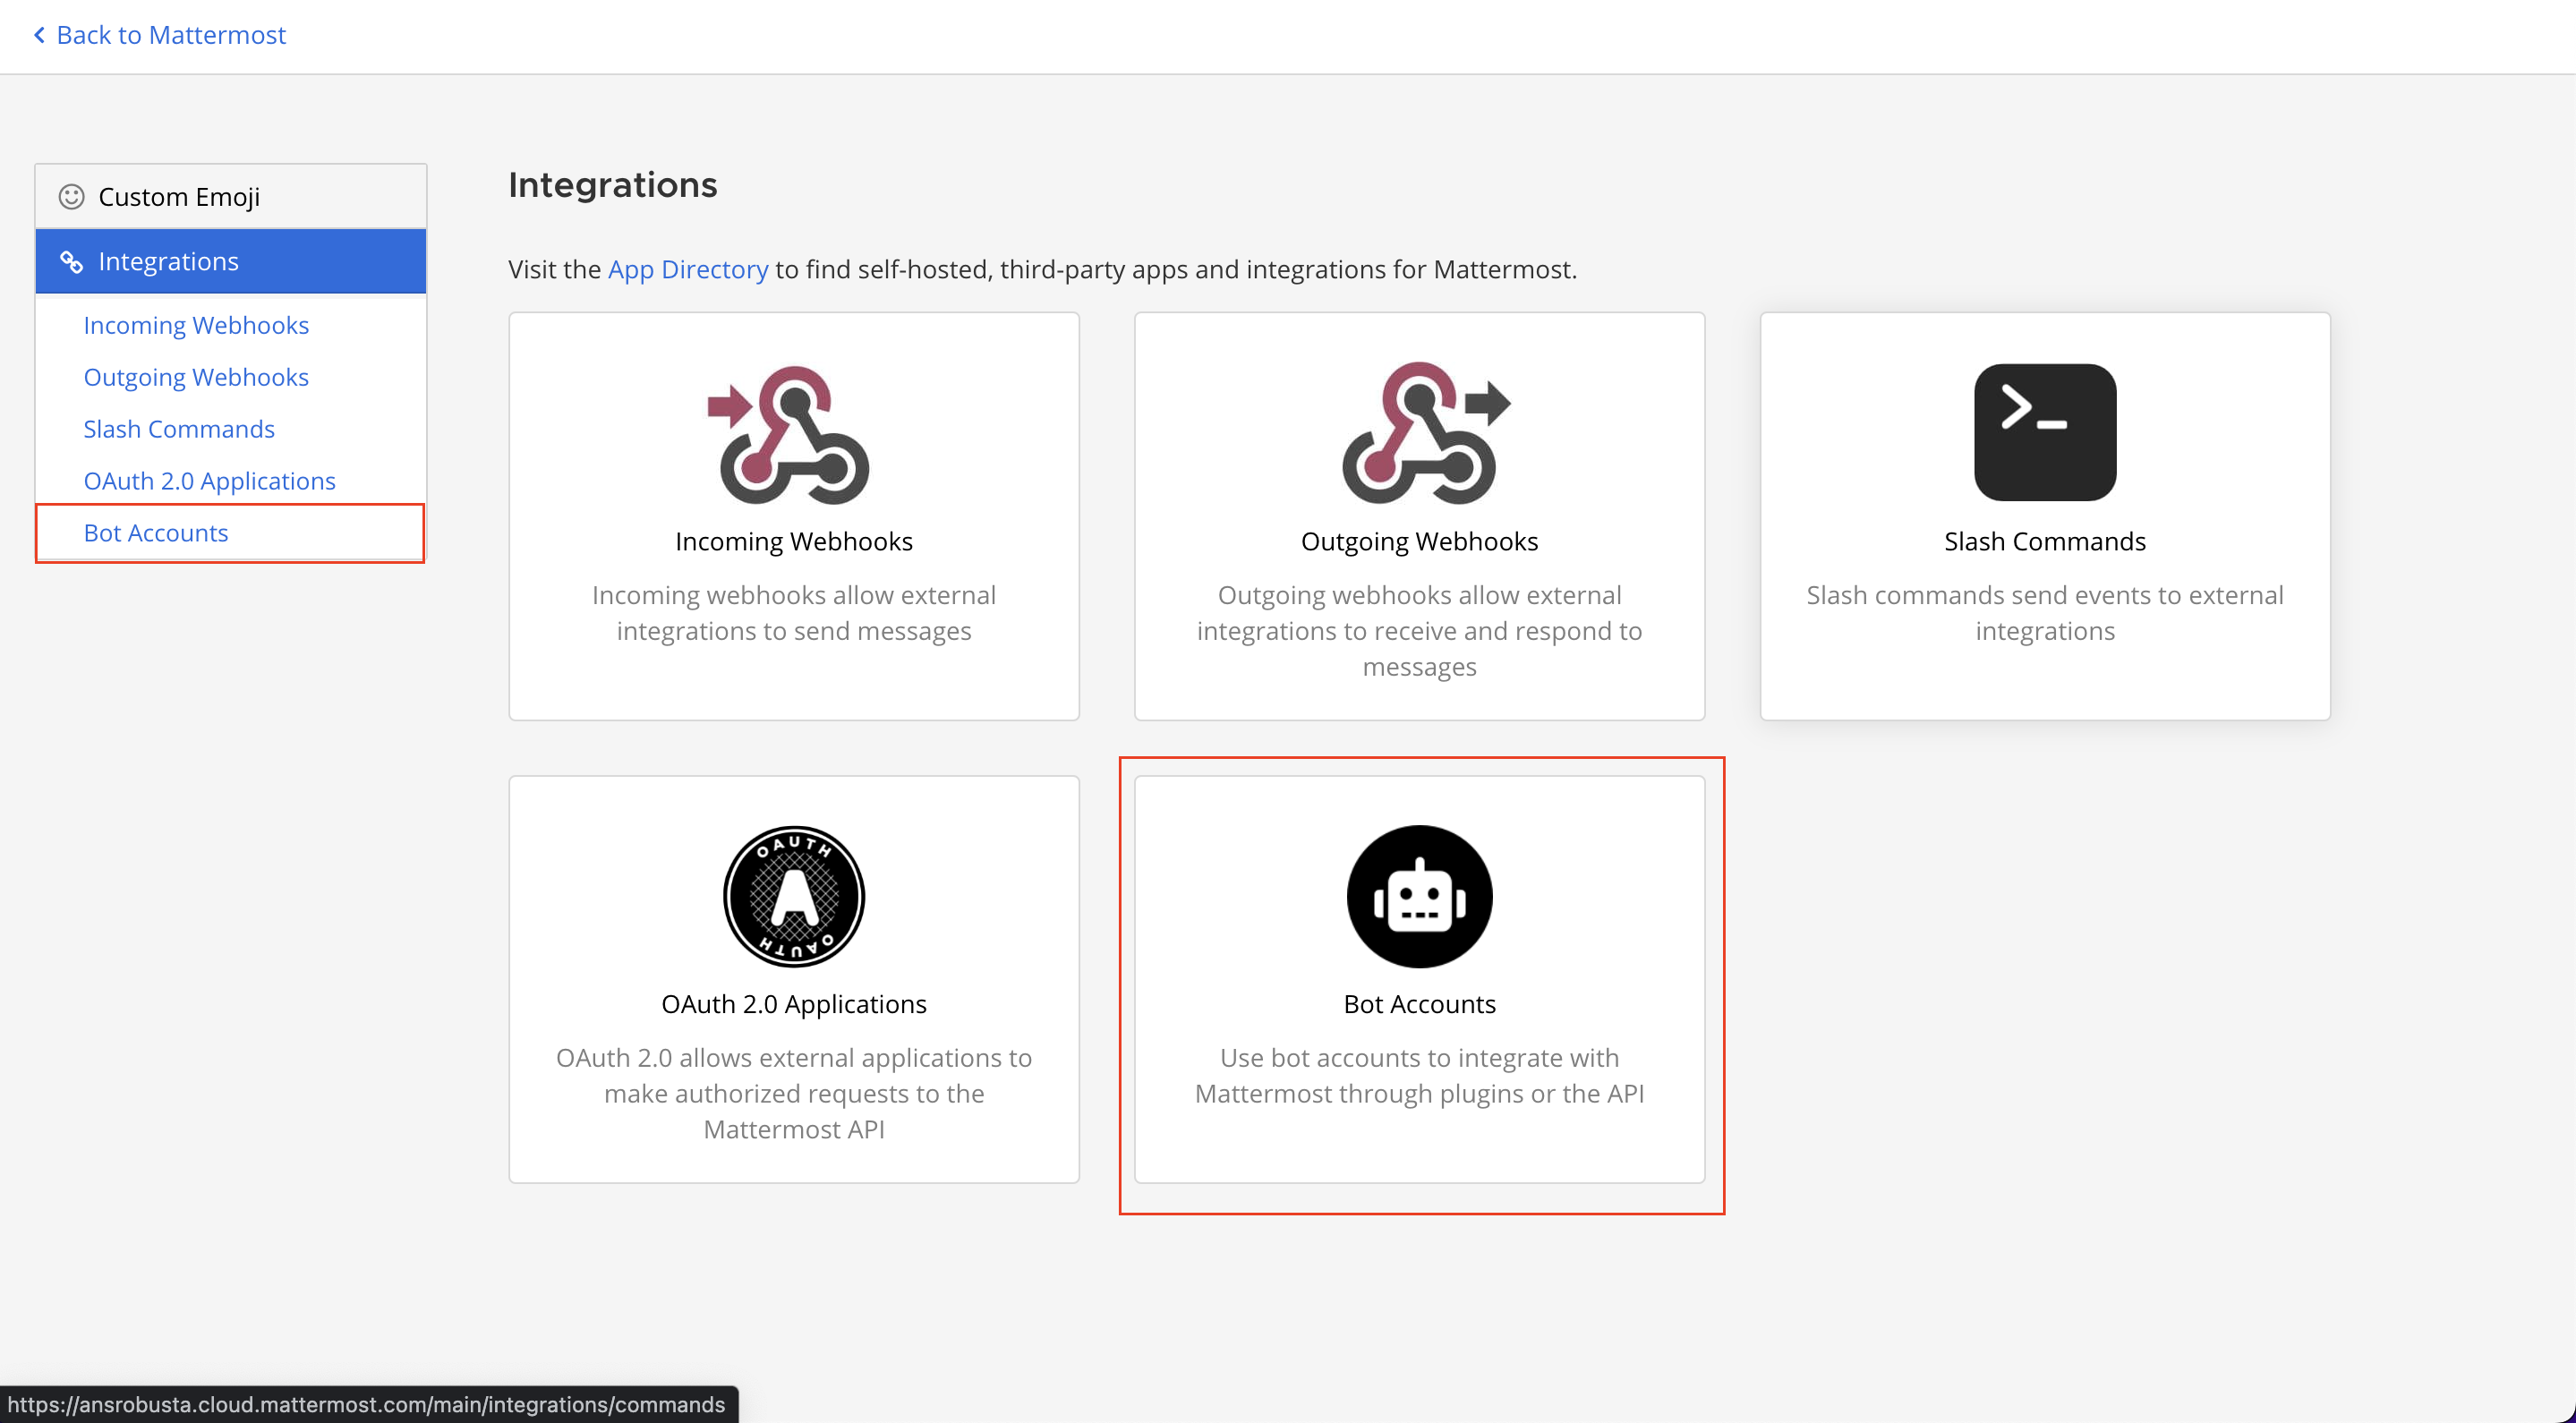 Back to Mattermost
Custom Emoji
Integrations
Incoming Webhooks
Outgoing Webhooks
Slash Commands
OAuth 2.0 Applications
Bot Accounts
Integrations
Visit the App Directory to find self-hosted, third-party apps and integrations for Mattermost.
Incoming Webhooks
Incoming webhooks allow external
integrations to send messages
Outgoing Webhooks
Outgoing webhooks allow external
integrations to receive and respond to
messages
Slash Commands
Slash commands send events to external
integrations
OAUTH
A
OAUTH
OAuth 2.0 Applications
OAuth 2.0 allows external applications to
make authorized requests to the
Mattermost API
Bot Accounts
Use bot accounts to integrate with
Mattermost through plugins or the API
https://ansrobusta.cloud.mattermost.com/main/integrations/commands